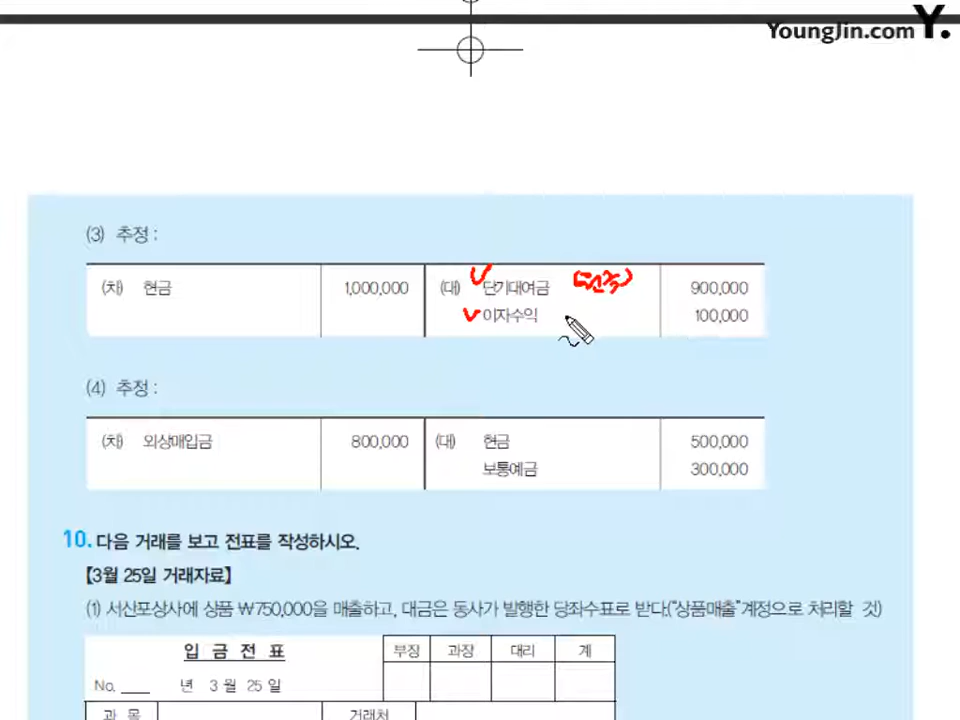 YoungJin.com Y.
(3) 추정 :
(차) 현금 1,000,000 (대) 단기대여금 900,000
이자수익 100,000
(4) 추정 :
(차) 외상매입금 800,000 (대) 현금 500,000
보통예금 300,000
10. 다음 거래를 보고 전표를 작성하시오.
【3월 25일 거래자료】
(1) 서산포상사에 상품 ₩750,000을 매출하고, 대금은 동사가 발행한 당좌수표로 받다.("상품매출"계정으로 처리할 것)
입 금 전 표 부장 과장 대리 계
No. ___ 년 3 월 25 일
과 목 거래처